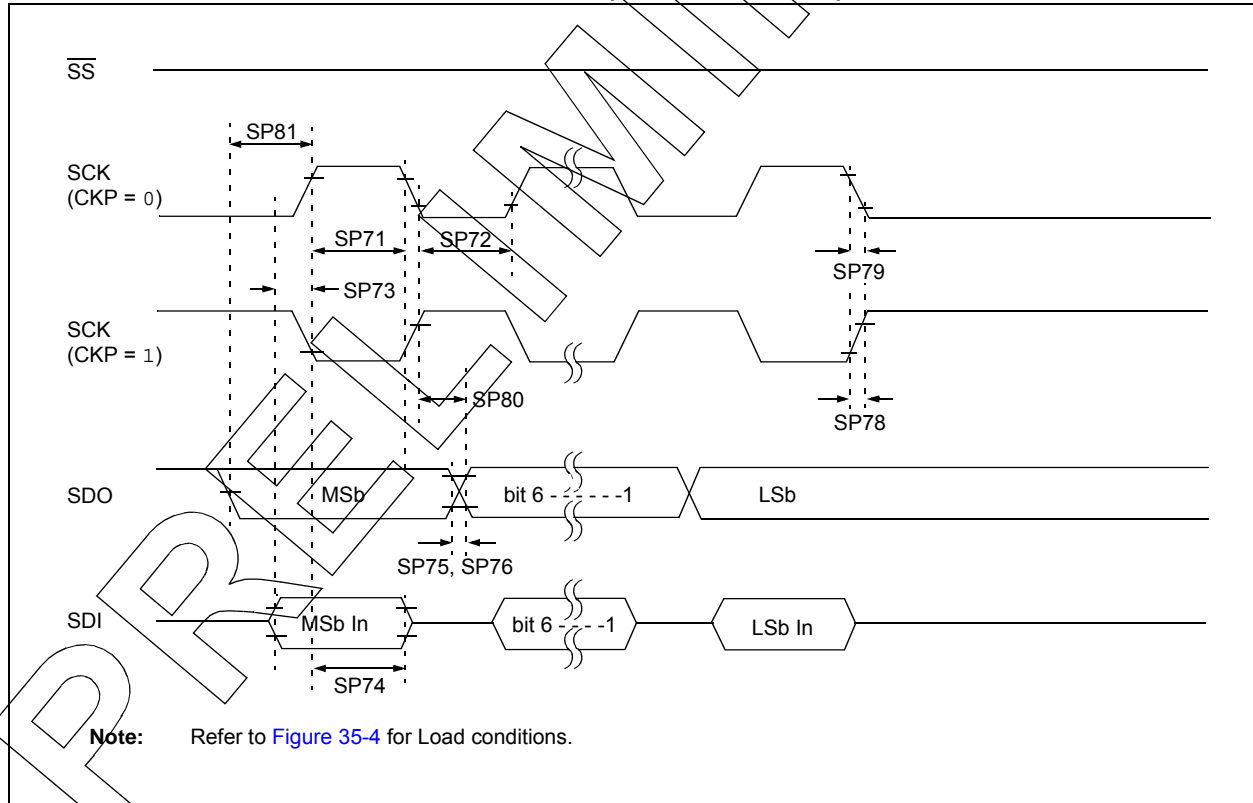 SS
SP81
SCK
(CKP = 0)
SP71
SP72
SP79
SP73
SCK
(CKP = 1)
SP80
SP78
SDO
MSb
bit 6 - - - - - - -1
LSb
SP75, SP76
SDI
MSb In
bit 6 - - - - -1
LSb In
SP74
Note: Refer to Figure 35-4 for Load conditions.
PRELIMIN